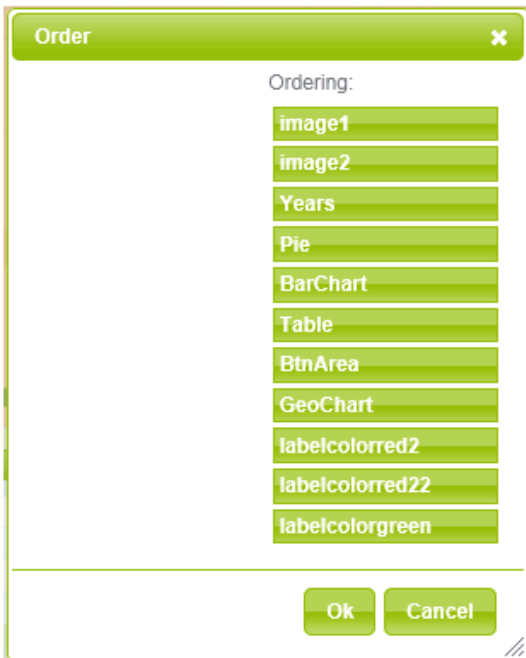 Order
Ordering:
image1
image2
Years
Pie
BarChart
Table
BtnArea
GeoChart
labelcolorred2
labelcolorred22
labelcolorgreen
Ok Cancel